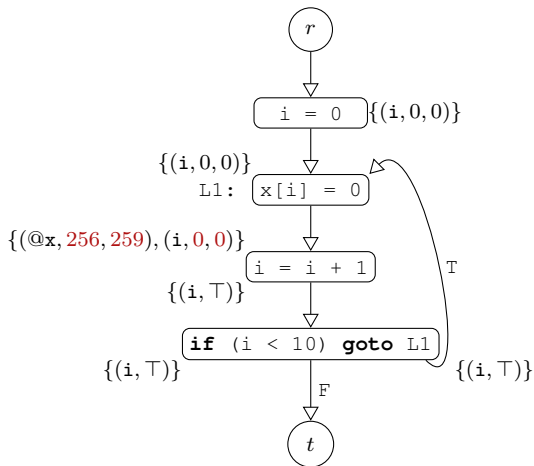 r
i = 0 {(i, 0, 0)}
{(i, 0, 0)}
L1: x[i] = 0
{(@x, 256, 259), (i, 0, 0)}
i = i + 1
T
{(i, ⊤)}
if (i < 10) goto L1
{(i, ⊤)} {(i, ⊤)}
F
t